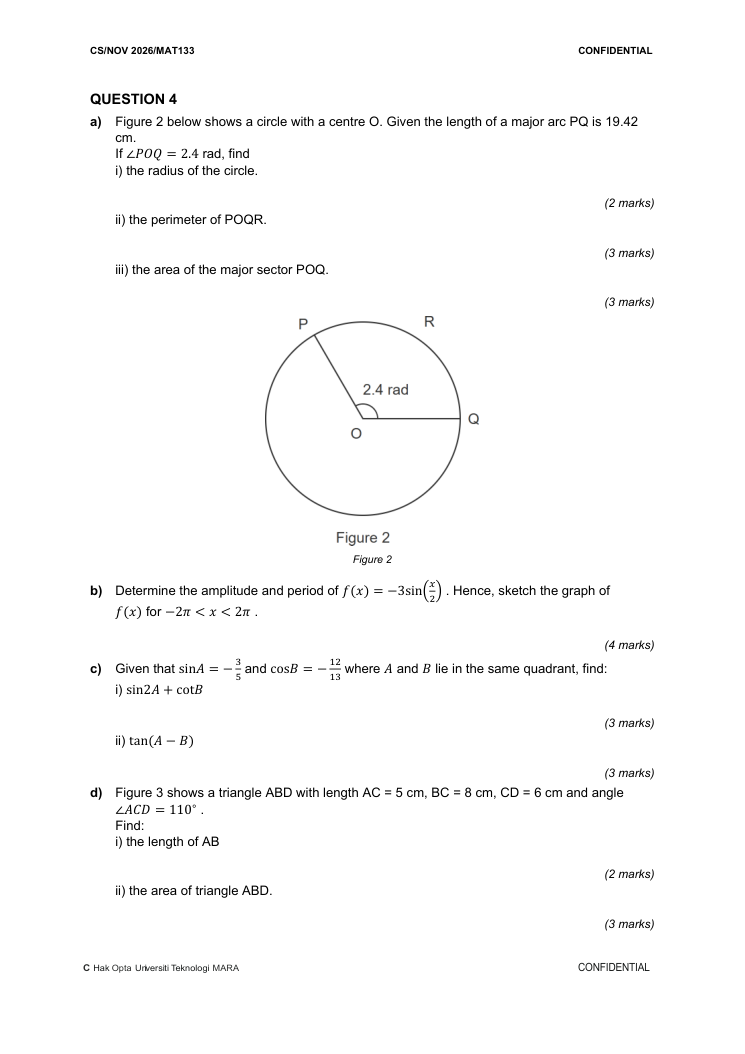 CS/NOV 2026/MAT133 CONFIDENTIAL
QUESTION 4
a) Figure 2 below shows a circle with a centre O. Given the length of a major arc PQ is 19.42
cm.
If ∠POQ = 2.4 rad, find
i) the radius of the circle.
(2 marks)
ii) the perimeter of POQR.
(3 marks)
iii) the area of the major sector POQ.
(3 marks)
P R
2.4 rad
Q
O
Figure 2
Figure 2
b) Determine the amplitude and period of f(x) = −3sin(x/2) . Hence, sketch the graph of
f(x) for −2π < x < 2π .
(4 marks)
c) Given that sinA = −3/5 and cosB = −12/13 where A and B lie in the same quadrant, find:
i) sin2A + cotB
(3 marks)
ii) tan(A − B)
(3 marks)
d) Figure 3 shows a triangle ABD with length AC = 5 cm, BC = 8 cm, CD = 6 cm and angle
∠ACD = 110° .
Find:
i) the length of AB
(2 marks)
ii) the area of triangle ABD.
(3 marks)
C Hak Opta Universiti Teknologi MARA CONFIDENTIAL